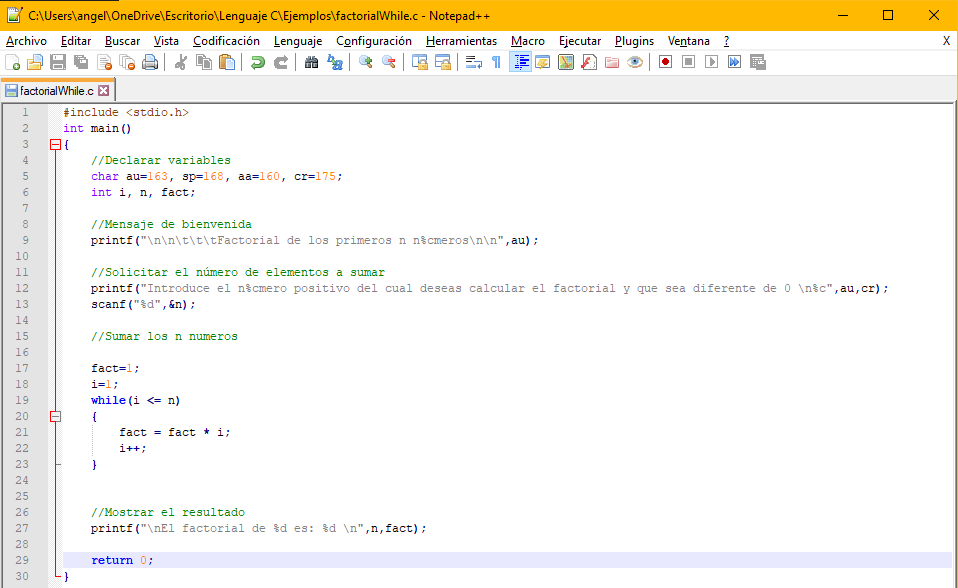 C:\Users\angel\OneDrive\Escritorio\Lenguaje C\Ejemplos\factorialWhile.c - Notepad++
Archivo Editar Buscar Vista Codificación Lenguaje Configuración Herramientas Macro Ejecutar Plugins Ventana ? X
factorialWhile.c
1 #include <stdio.h>
2 int main()
3 {
4 //Declarar variables
5 char au=163, sp=168, aa=160, cr=175;
6 int i, n, fact;
7
8 //Mensaje de bienvenida
9 printf("\n\n\t\t\tFactorial de los primeros n n%cmeros\n\n",au);
10
11 //Solicitar el número de elementos a sumar
12 printf("Introduce el n%cmero positivo del cual deseas calcular el factorial y que sea diferente de 0 \n%c",au,cr);
13 scanf("%d",&n);
14
15 //Sumar los n numeros
16
17 fact=1;
18 i=1;
19 while(i <= n)
20 {
21 fact = fact * i;
22 i++;
23 }
24
25
26 //Mostrar el resultado
27 printf("\nEl factorial de %d es: %d \n",n,fact);
28
29 return 0;
30 }